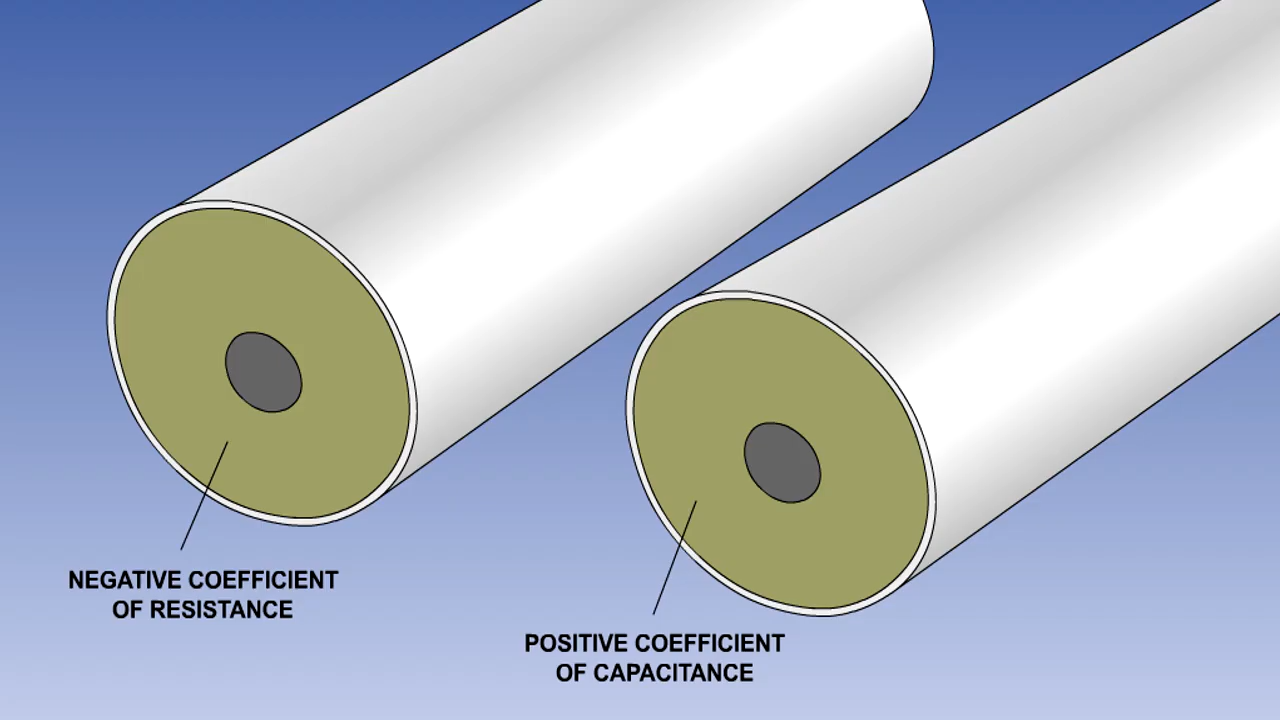 NEGATIVE COEFFICIENT
OF RESISTANCE
POSITIVE COEFFICIENT
OF CAPACITANCE